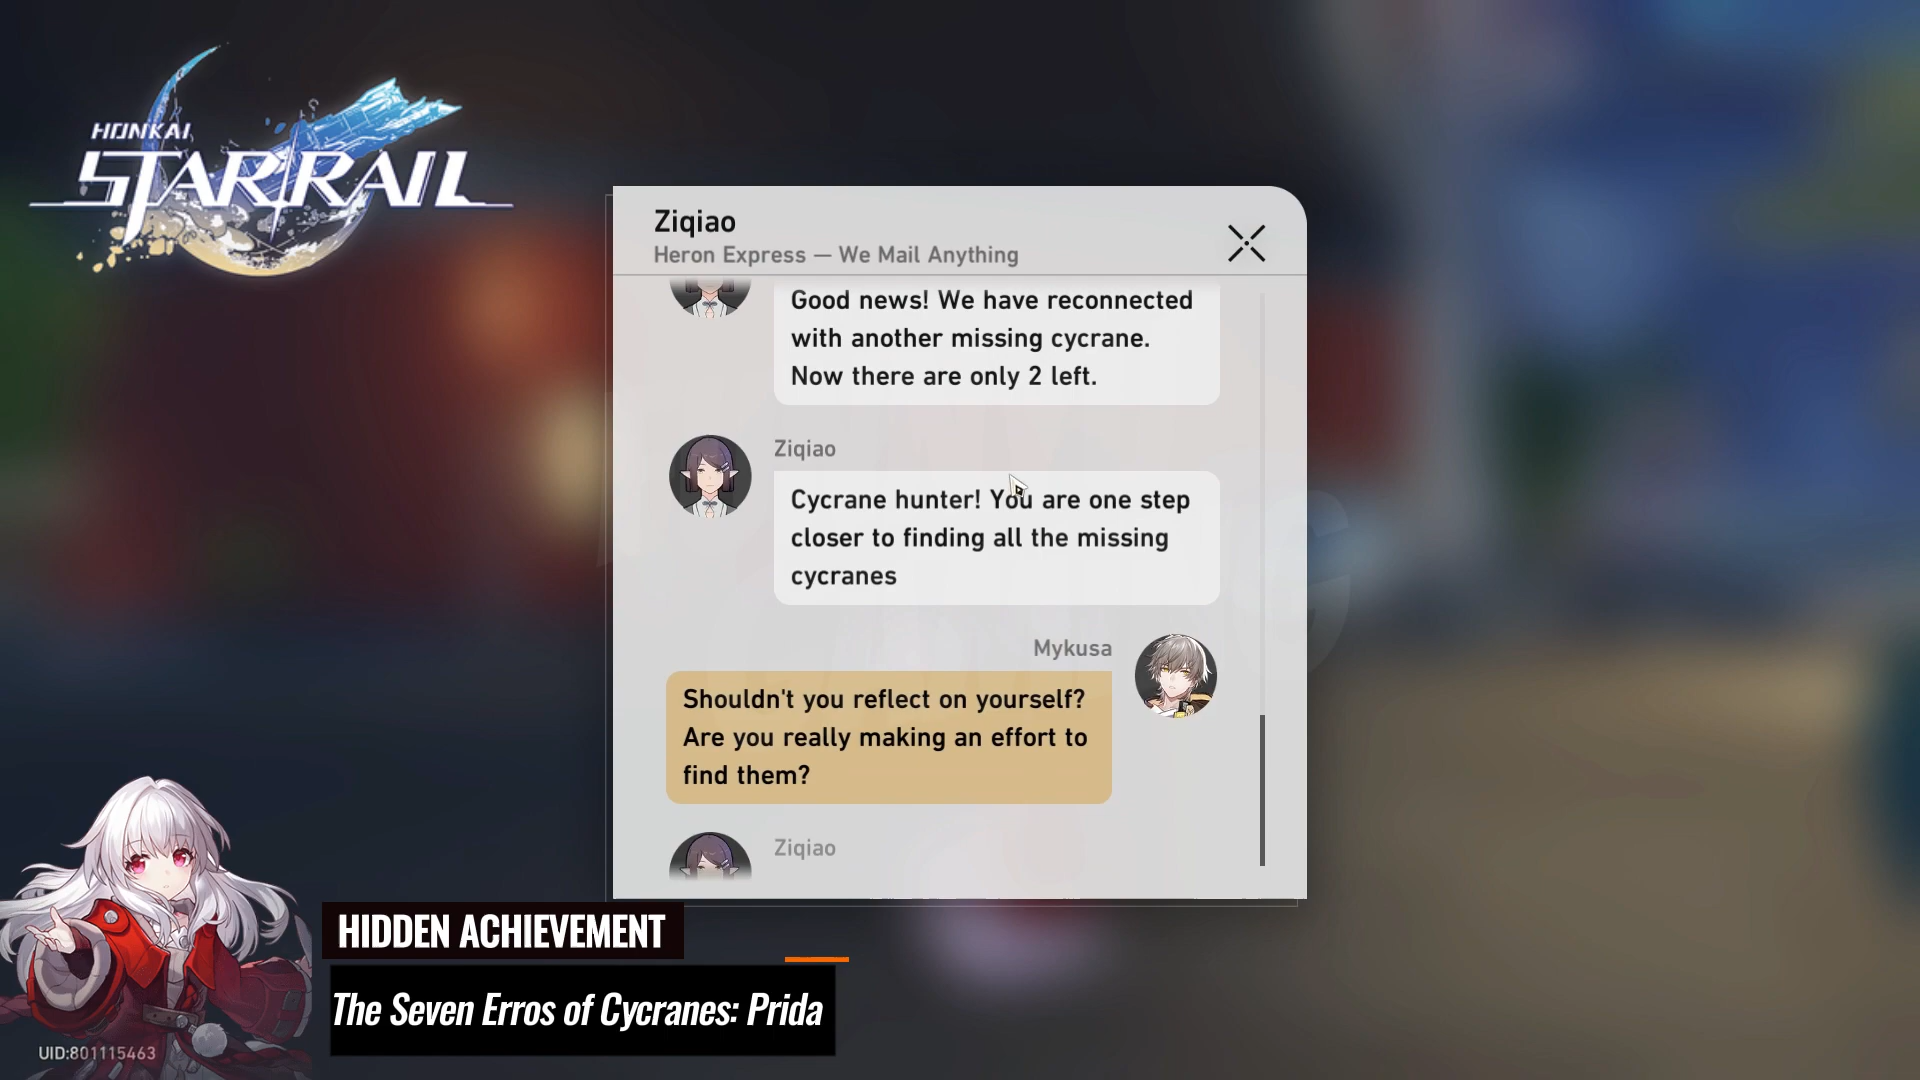 HONKAI
STAR RAIL
Ziqiao
Heron Express — We Mail Anything
Good news! We have reconnected
with another missing cycrane.
Now there are only 2 left.
Ziqiao
Cycrane hunter! You are one step
closer to finding all the missing
cycranes
Mykusa
Shouldn't you reflect on yourself?
Are you really making an effort to
find them?
Ziqiao
HIDDEN ACHIEVEMENT
The Seven Erros of Cycranes: Prida
UID:801115463